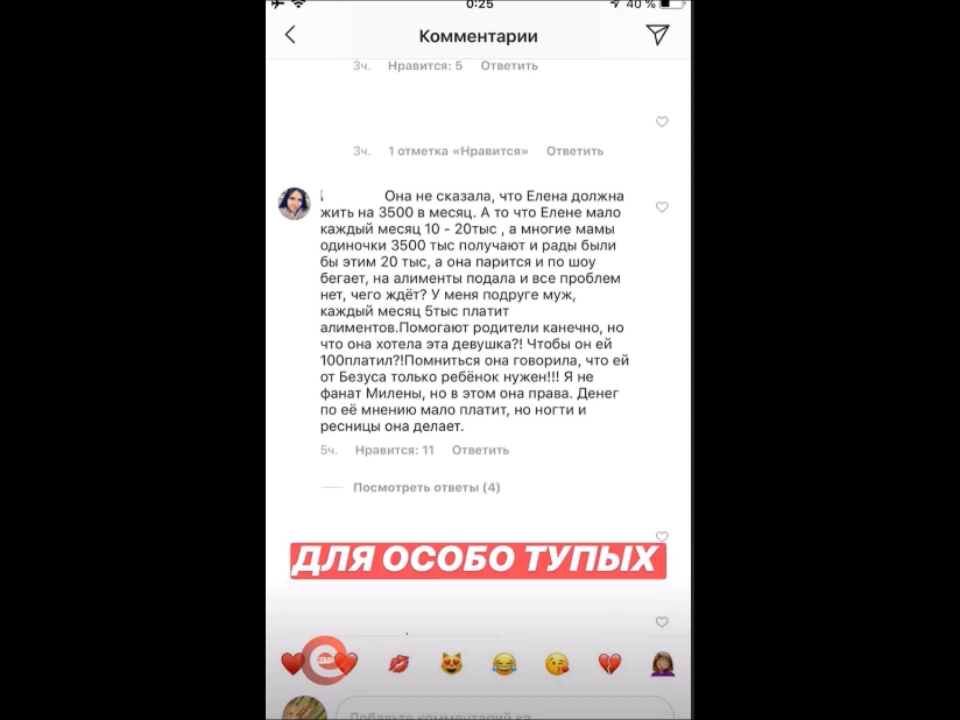 0:25
40 %
Комментарии
3ч. Нравится: 5 Ответить
3ч. 1 отметка «Нравится» Ответить
Она не сказала, что Елена должна
жить на 3500 в месяц. А то что Елене мало
каждый месяц 10 - 20тыс , а многие мамы
одиночки 3500 тыс получают и рады были
бы этим 20 тыс, а она парится и по шоу
бегает, на алименты подала и все проблем
нет, чего ждёт? У меня подруге муж,
каждый месяц 5тыс платит
алиментов.Помогают родители канечно, но
что она хотела эта девушка?! Чтобы он ей
100платил?!Помниться она говорила, что ей
от Безуса только ребёнок нужен!!! Я не
фанат Милены, но в этом она права. Денег
по её мнению мало платит, но ногти и
ресницы она делает.
5ч. Нравится: 11 Ответить
Посмотреть ответы (4)
ДЛЯ ОСОБО ТУПЫХ
Добавьте комментарий ка